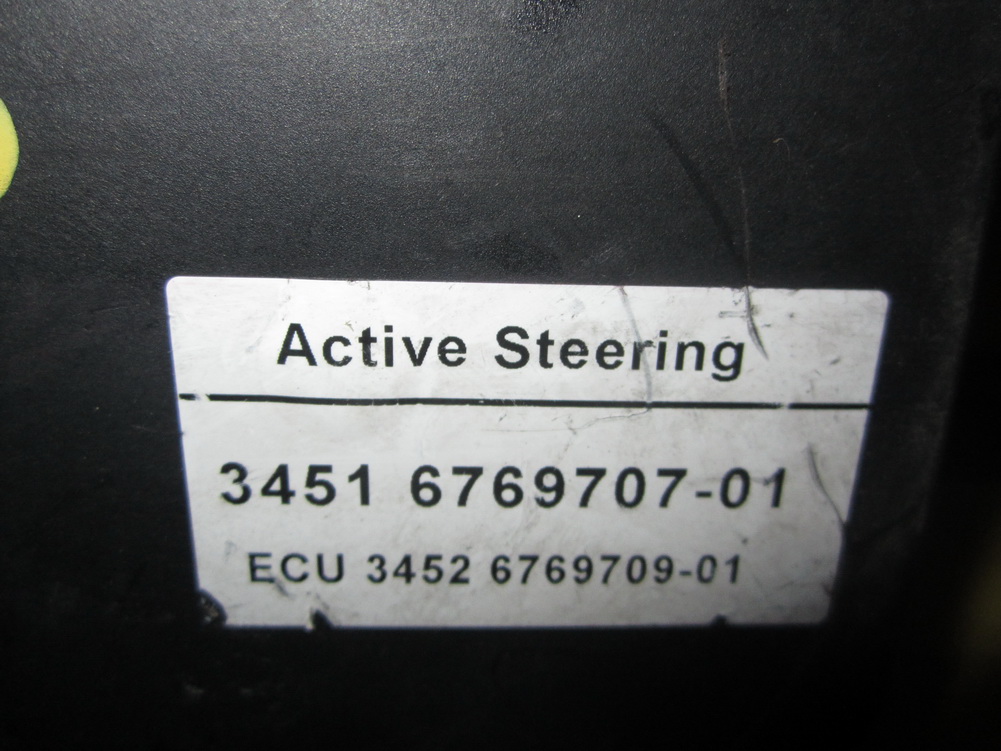 Active Steering
3451 6769707-01
ECU 3452 6769709-01